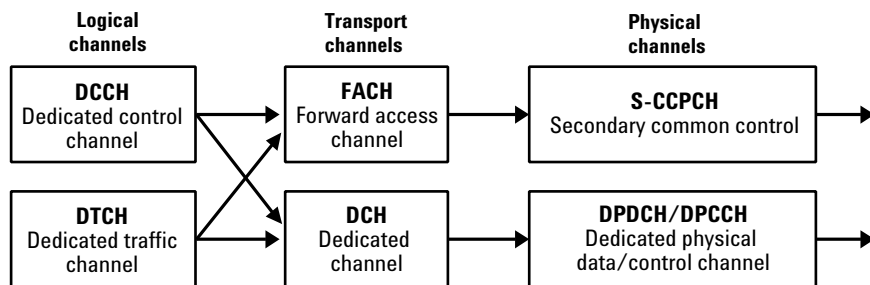 Logical
channels
Transport
channels
Physical
channels
DCCH
Dedicated control
channel
FACH
Forward access
channel
S-CCPCH
Secondary common control
DTCH
Dedicated traffic
channel
DCH
Dedicated
channel
DPDCH/DPCCH
Dedicated physical
data/control channel